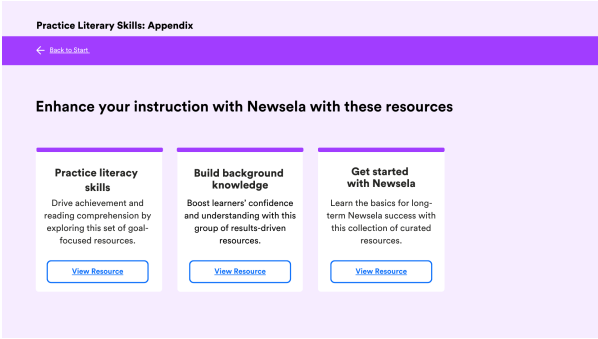 Practice Literary Skills: Appendix
Back to Start
Enhance your instruction with Newsela with these resources
Practice literacy
skills
Drive achievement and
reading comprehension by
exploring this set of goal-
focused resources.
View Resource
Build background
knowledge
Boost learners' confidence
and understanding with this
group of results-driven
resources.
View Resource
Get started
with Newsela
Learn the basics for long-
term Newsela success with
this collection of curated
resources.
View Resource